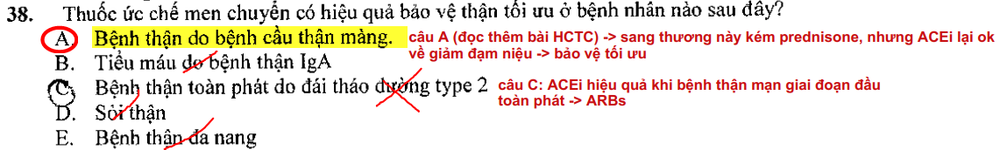 38. Thuốc ức chế men chuyển có hiệu quả bảo vệ thận tối ưu ở bệnh nhân nào sau đây?
A. Bệnh thận do bệnh cầu thận màng.
câu A (đọc thêm bài HCTC) -> sang thương này kém prednisone, nhưng ACEi lại ok
về giảm đạm niệu -> bảo vệ tối ưu
B. Tiểu máu do bệnh thận IgA
C. Bệnh thận toàn phát do đái tháo đường type 2
câu C: ACEi hiệu quả khi bệnh thận mạn giai đoạn đầu
toàn phát -> ARBs
D. Sỏi thận
E. Bệnh thận đa nang